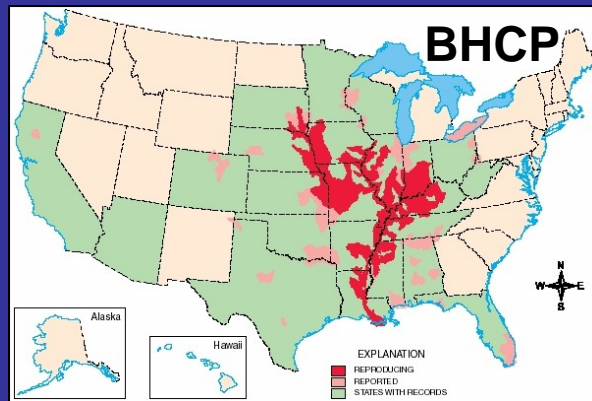 BHCP
N
W E
S
Alaska
Hawaii
EXPLANATION
REPRODUCING
REPORTED
STATES WITH RECORDS